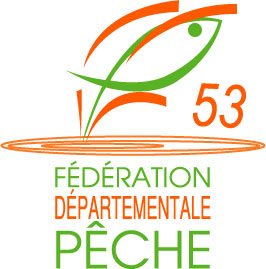 53
FÉDÉRATION
DÉPARTEMENTALE
PÊCHE